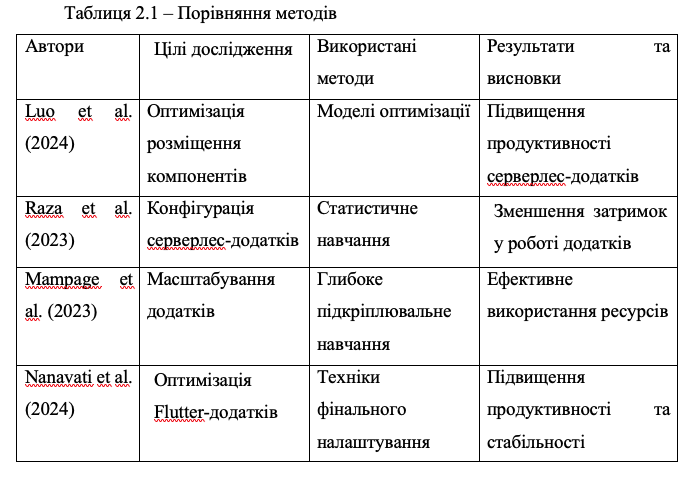 Таблиця 2.1 – Порівняння методів
Автори
Цілі дослідження
Використані
методи
Результати та
висновки
Luo et al.
(2024)
Оптимізація
розміщення
компонентів
Моделі оптимізації
Підвищення
продуктивності
серверлес-додатків
Raza et al.
(2023)
Конфігурація
серверлес-додатків
Статистичне
навчання
Зменшення затримок
у роботі додатків
Mampage et
al. (2023)
Масштабування
додатків
Глибоке
підкріплювальне
навчання
Ефективне
використання ресурсів
Nanavati et al.
(2024)
Оптимізація
Flutter-додатків
Техніки
фінального
налаштування
Підвищення
продуктивності та
стабільності